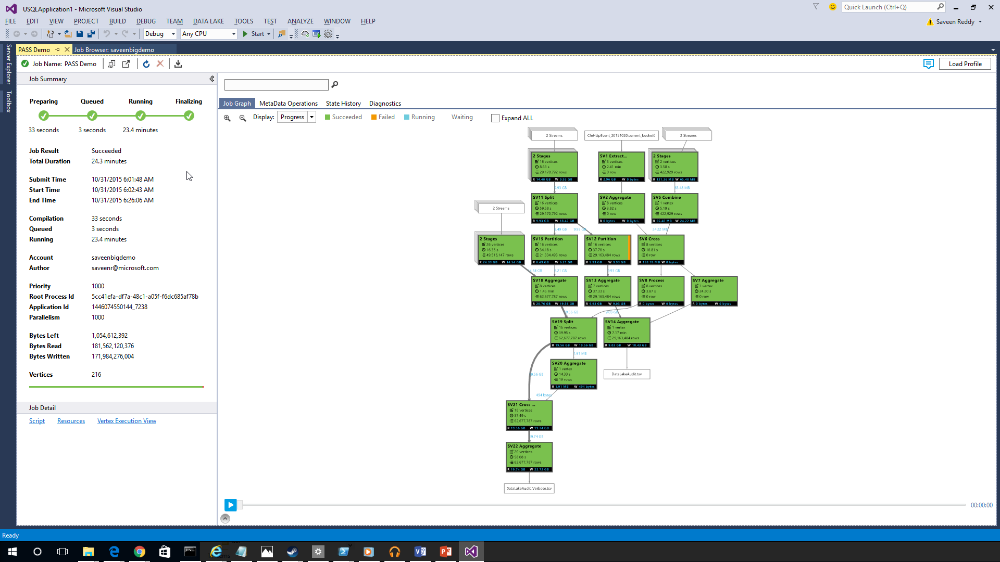 USQLApplication1 - Microsoft Visual Studio
Quick Launch (Ctrl+Q)
FILE EDIT VIEW PROJECT BUILD DEBUG TEAM DATA LAKE TOOLS TEST ANALYZE WINDOW HELP
Saveen Reddy
Debug Any CPU Start
Server Explorer
Toolbox
PASS Demo Job Browser: saveenbigdemo
Job Name: PASS Demo
Load Profile
Job Summary
Preparing Queued Running Finalizing
33 seconds 3 seconds 23.4 minutes
Job Result Succeeded
Total Duration 24.3 minutes
Submit Time 10/31/2015 6:01:48 AM
Start Time 10/31/2015 6:02:43 AM
End Time 10/31/2015 6:26:06 AM
Compilation 33 seconds
Queued 3 seconds
Running 23.4 minutes
Account saveenbigdemo
Author saveenr@microsoft.com
Priority 1000
Root Process Id 5cc41efa-df7a-48c1-a05f-f6dc685af78b
Application Id 1446074550144_7238
Parallelism 1000
Bytes Left 1,054,612,392
Bytes Read 181,562,120,376
Bytes Written 171,984,276,004
Vertices 216
Job Detail
Script Resources Vertex Execution View
Job Graph MetaData Operations State History Diagnostics
Display: Progress Succeeded Failed Running Waiting Expand ALL
2 Streams
CfeHttpEvent_20151020.current_bucket0
2 Streams
2 Stages
16 vertices
8.63 s
29,170,792 rows
R 14.48 GB W 9.93 GB
SV1 Extract...
3 vertices
2.41 min
0 row
R 2.96 GB W 0 bytes
2 Stages
2 vertices
3.58 s
422,929 rows
R 131.36 MB W 65.48 MB
SV11 Split
16 vertices
59.58 s
29,170,792 rows
R 9.93 GB W 18.42 GB
SV2 Aggregate
8 vertices
3.82 s
0 row
R 0 bytes W 0 bytes
SV5 Combine
1 vertex
5.19 s
422,929 rows
R 65.48 MB W 24.22 MB
9.93 GB
24.22 MB
2 Streams
2 Stages
26 vertices
16.36 s
49,516,147 rows
R 24.33 GB W 14.54 GB
SV15 Partition
16 vertices
34.18 s
21,334,493 rows
R 8.49 GB W 6.21 GB
SV12 Partition
16 vertices
37.70 s
29,163,484 rows
R 9.93 GB W 9.93 GB
SV6 Cross
8 vertices
10.81 s
0 row
R 193.78 MB W 0 bytes
SV18 Aggregate
8 vertices
1.45 min
62,677,787 rows
R 20.76 GB W 19.56 GB
SV13 Aggregate
7 vertices
37.33 s
29,163,484 rows
R 9.93 GB W 9.03 GB
SV8 Process
8 vertices
3.87 s
0 row
R 0 bytes W 0 bytes
SV7 Aggregate
1 vertex
24.20 s
0 row
R 0 bytes W 0 bytes
9.03 GB
SV19 Split
16 vertices
39.95 s
62,677,787 rows
R 19.56 GB W 19.56 GB
SV14 Aggregate
1 vertex
7.17 min
29,163,484 rows
R 9.03 GB W 10.43 GB
SV20 Aggregate
1 vertex
14.33 s
19 rows
R 1.91 MB W 494 bytes
DataLakeAudit.tsv
494 bytes
SV21 Cross ...
16 vertices
37.49 s
62,677,787 rows
R 19.56 GB W 19.74 GB
SV22 Aggregate
20 vertices
58.08 s
62,677,787 rows
R 19.74 GB W 22.72 GB
DataLakeAudit_Verbose.tsv
00:00:00
Ready